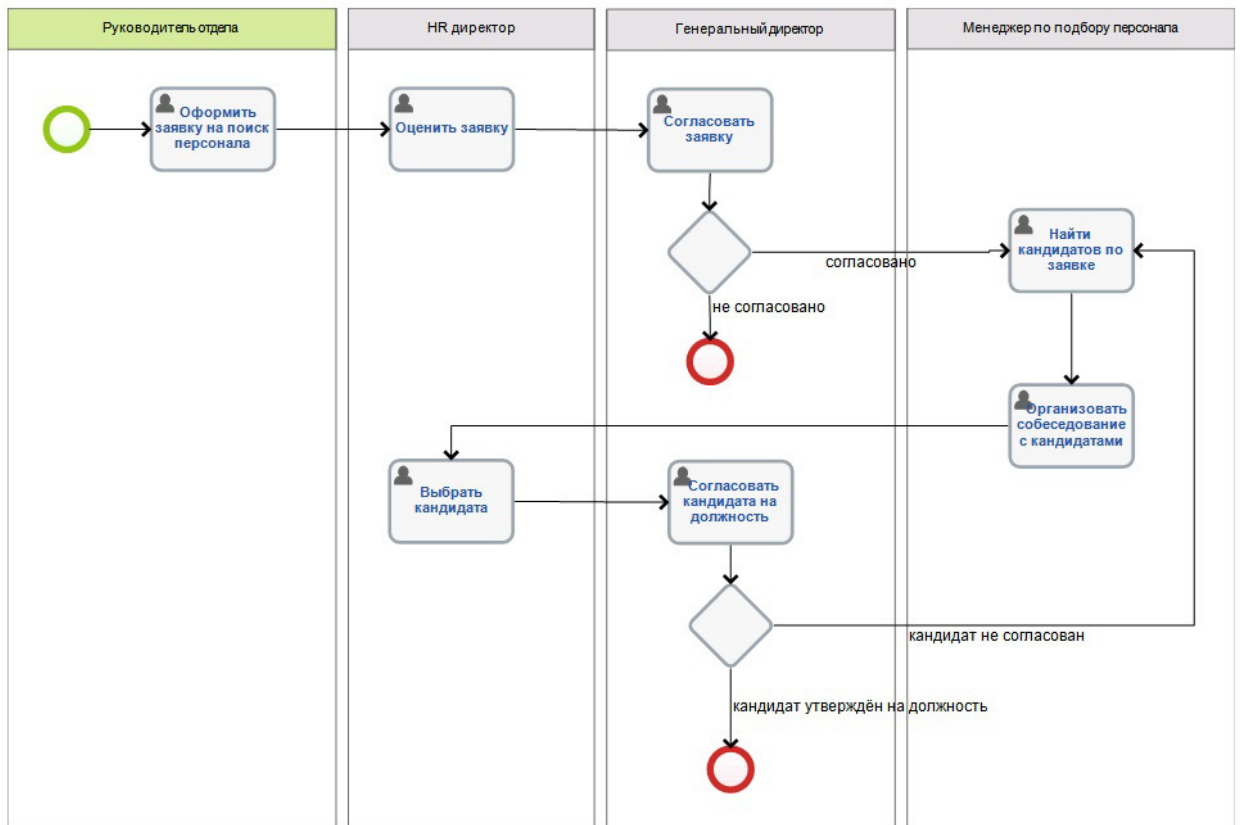 Руководитель отдела
HR директор
Генеральный директор
Менеджер по подбору персонала
Оформить
заявку на поиск
персонала
Оценить заявку
Согласовать
заявку
Найти
кандидатов по
заявке
согласовано
не согласовано
Организовать
собеседование
с кандидатами
Выбрать
кандидата
Согласовать
кандидата на
должность
кандидат не согласован
кандидат утверждён на должность